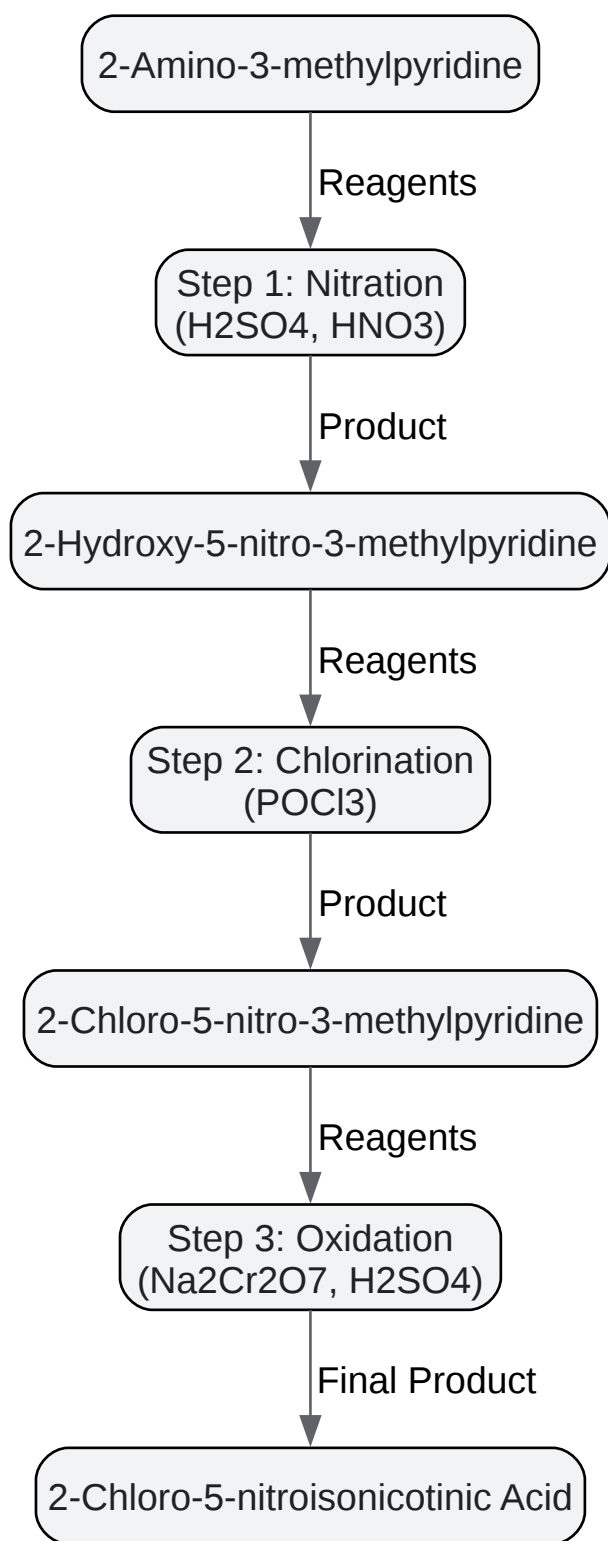 2-Amino-3-methylpyridine
Reagents
Step 1: Nitration
(H2SO4, HNO3)
Product
2-Hydroxy-5-nitro-3-methylpyridine
Reagents
Step 2: Chlorination
(POCl3)
Product
2-Chloro-5-nitro-3-methylpyridine
Reagents
Step 3: Oxidation
(Na2Cr2O7, H2SO4)
Final Product
2-Chloro-5-nitroisonicotinic Acid